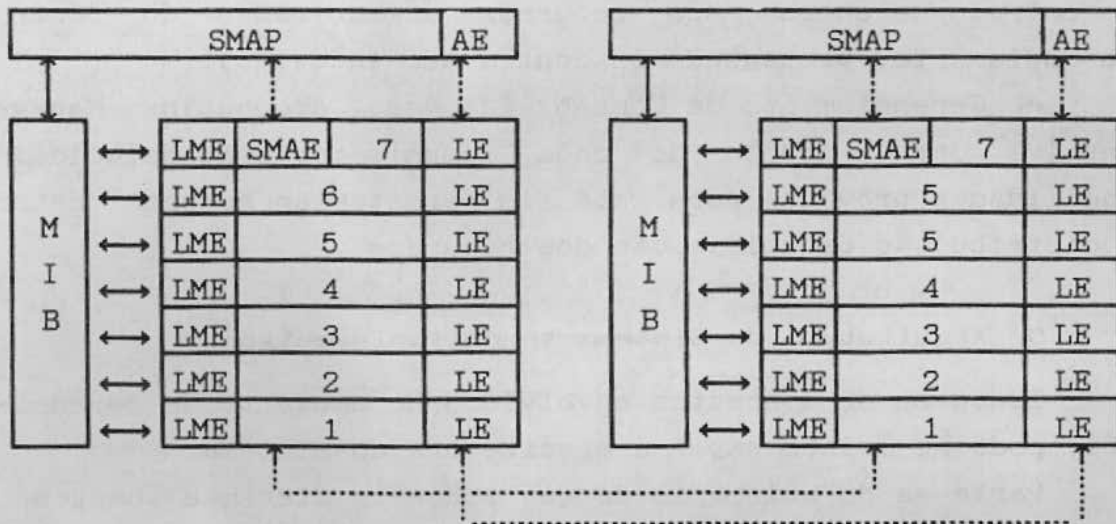 SMAP AE SMAP AE
LME SMAE 7 LE LME SMAE 7 LE
LME 6 LE LME 5 LE
M LME 5 LE M LME 5 LE
I LME 4 LE I LME 4 LE
B LME 3 LE B LME 3 LE
LME 2 LE LME 2 LE
LME 1 LE LME 1 LE